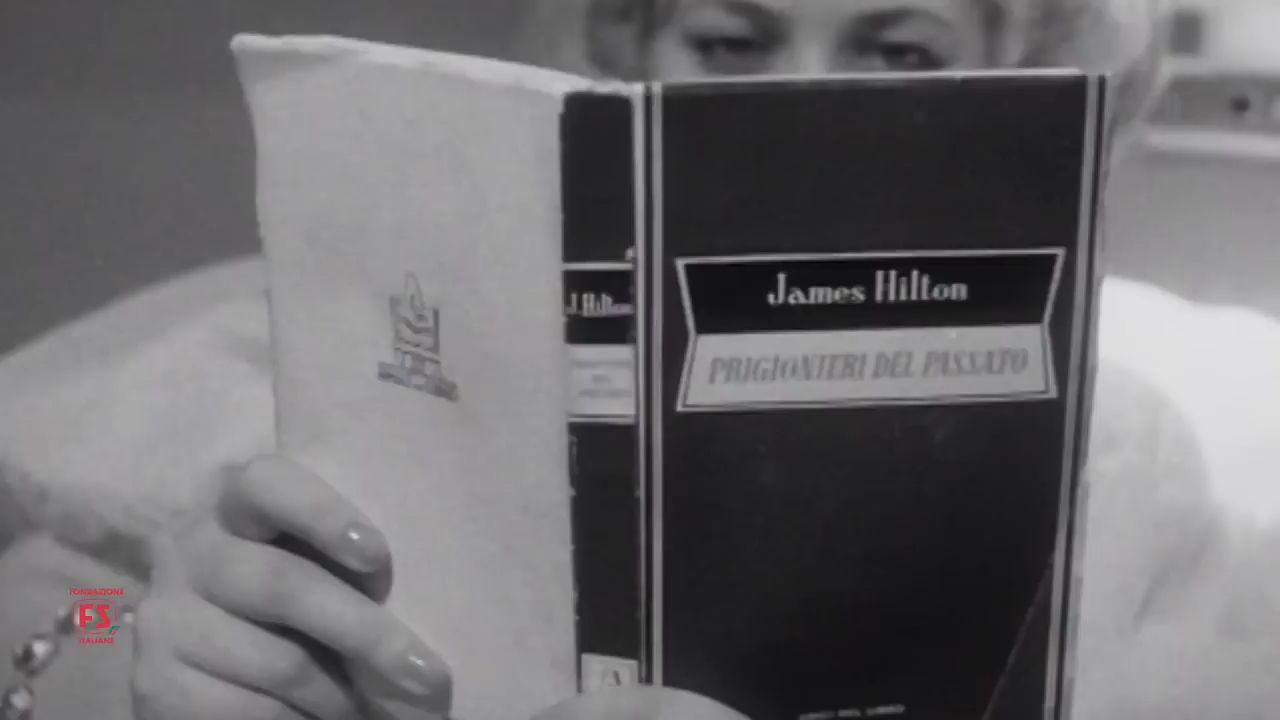 J. Hilton
James Hilton
PRIGIONIERI DEL PASSATO
FONDAZIONE
FS
ITALIANE